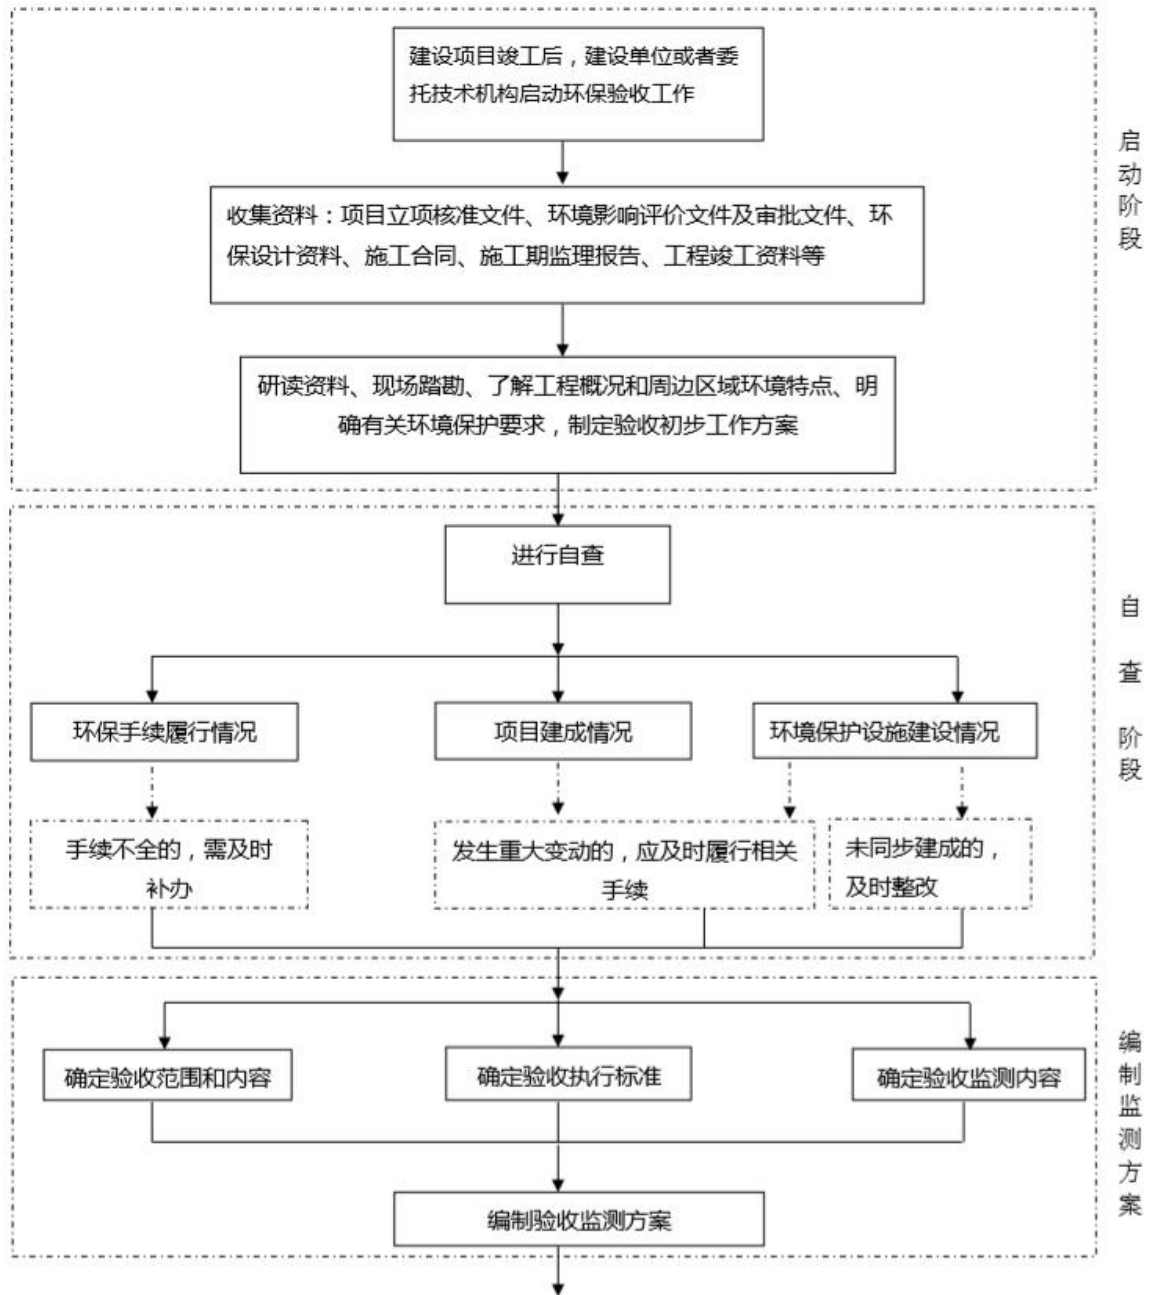 建设项目竣工后，建设单位或者委
托技术机构启动环保验收工作
收集资料：项目立项核准文件、环境影响评价文件及审批文件、环
保设计资料、施工合同、施工期监理报告、工程竣工资料等
研读资料、现场踏勘、了解工程概况和周边区域环境特点、明
确有关环境保护要求，制定验收初步工作方案
启动阶段
进行自查
环保手续履行情况
项目建成情况
环境保护设施建设情况
手续不全的，需及时
补办
发生重大变动的，应及时履行相关
手续
未同步建成的，
及时整改
自查阶段
确定验收范围和内容
确定验收执行标准
确定验收监测内容
编制验收监测方案
编制监测方案